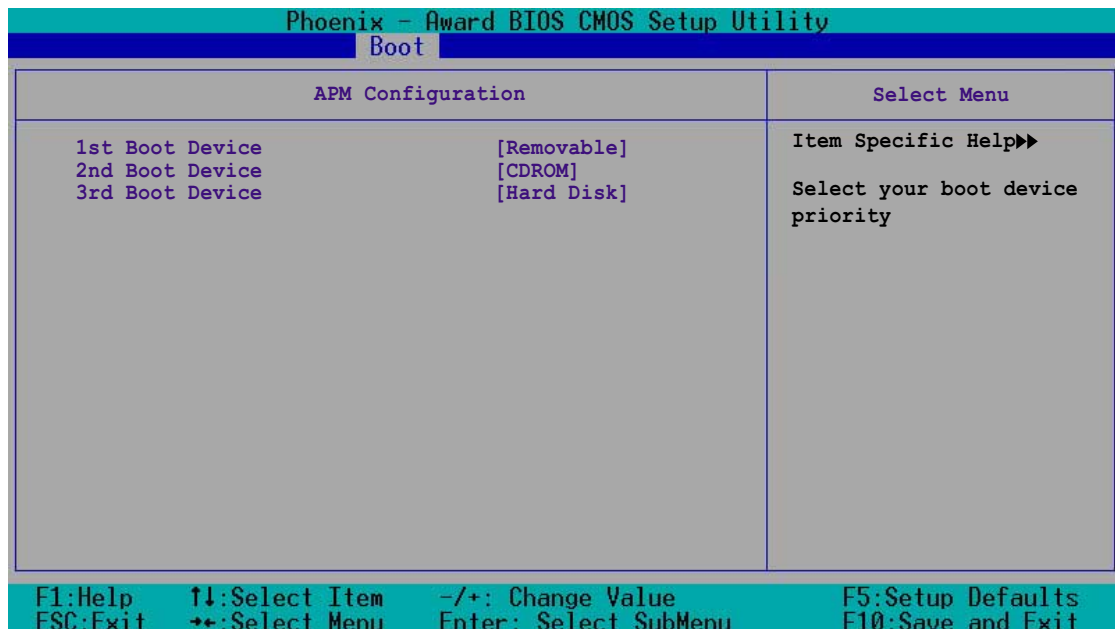 Phoenix - Award BIOS CMOS Setup Utility
Boot
APM Configuration
Select Menu
1st Boot Device [Removable]
2nd Boot Device [CDROM]
3rd Boot Device [Hard Disk]
Item Specific Help▶▶
Select your boot device
priority
F1:Help ↑↓:Select Item -/+: Change Value F5:Setup Defaults
ESC:Exit →←:Select Menu Enter: Select SubMenu F10:Save and Exit